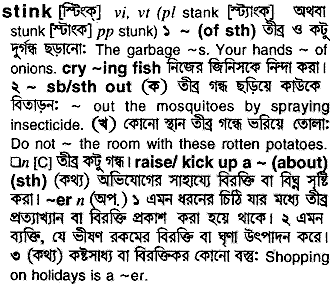 stink [স্টিংক্] vi, vt (pl stank [স্ট্যাংক্] অথবা
stunk [স্টাংক্] pp stunk) ১ ~ (of sth) তীব্র ও কটু
দুর্গন্ধ ছড়ানো: The garbage ~s. Your hands ~ of
onions. cry ~ing fish নিজের জিনিসকে নিন্দা করা।
২ ~ sb/sth out (ক) তীব্র গন্ধ ছড়িয়ে কাউকে
বিতাড়ন: ~ out the mosquitoes by spraying
insecticide. (খ) কোনো স্থান তীব্র গন্ধে ভরিয়ে তোলা:
Do not ~ the room with these rotten potatoes.
□n [C] তীব্র কটু গন্ধ। raise/ kick up a ~ (about)
(sth) (কথ্য) অভিযোগের সাহায্যে বিরক্তি বা বিঘ্ন সৃষ্টি
করা। ~er n (অপ.) ১ এমন ধরনের চিঠি যার মধ্যে তীব্র
প্রত্যাখ্যান বা বিরক্তি প্রকাশ করা হয়ে থাকে। ২ এমন
ব্যক্তি, যে ভীষণ রকমের বিরক্তি বা ঘৃণা উৎপাদন করে।
৩ (কথ্য) কষ্টসাধ্য বা বিরক্তিকর কোনো বস্তু: Shopping
on holidays is a ~er.